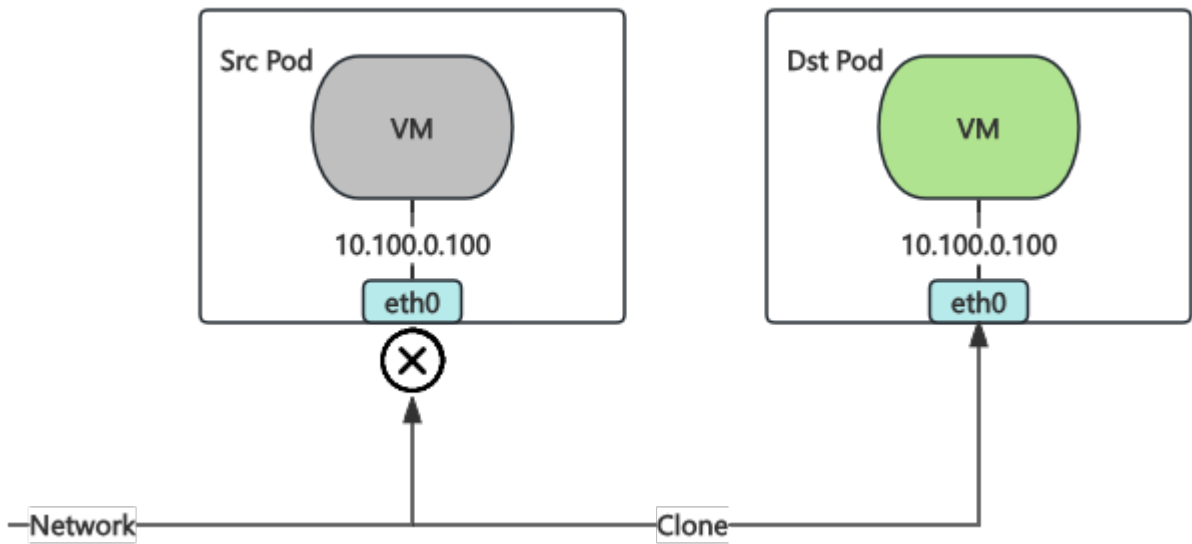 Src Pod
VM
10.100.0.100
eth0
Dst Pod
VM
10.100.0.100
eth0
Network
Clone